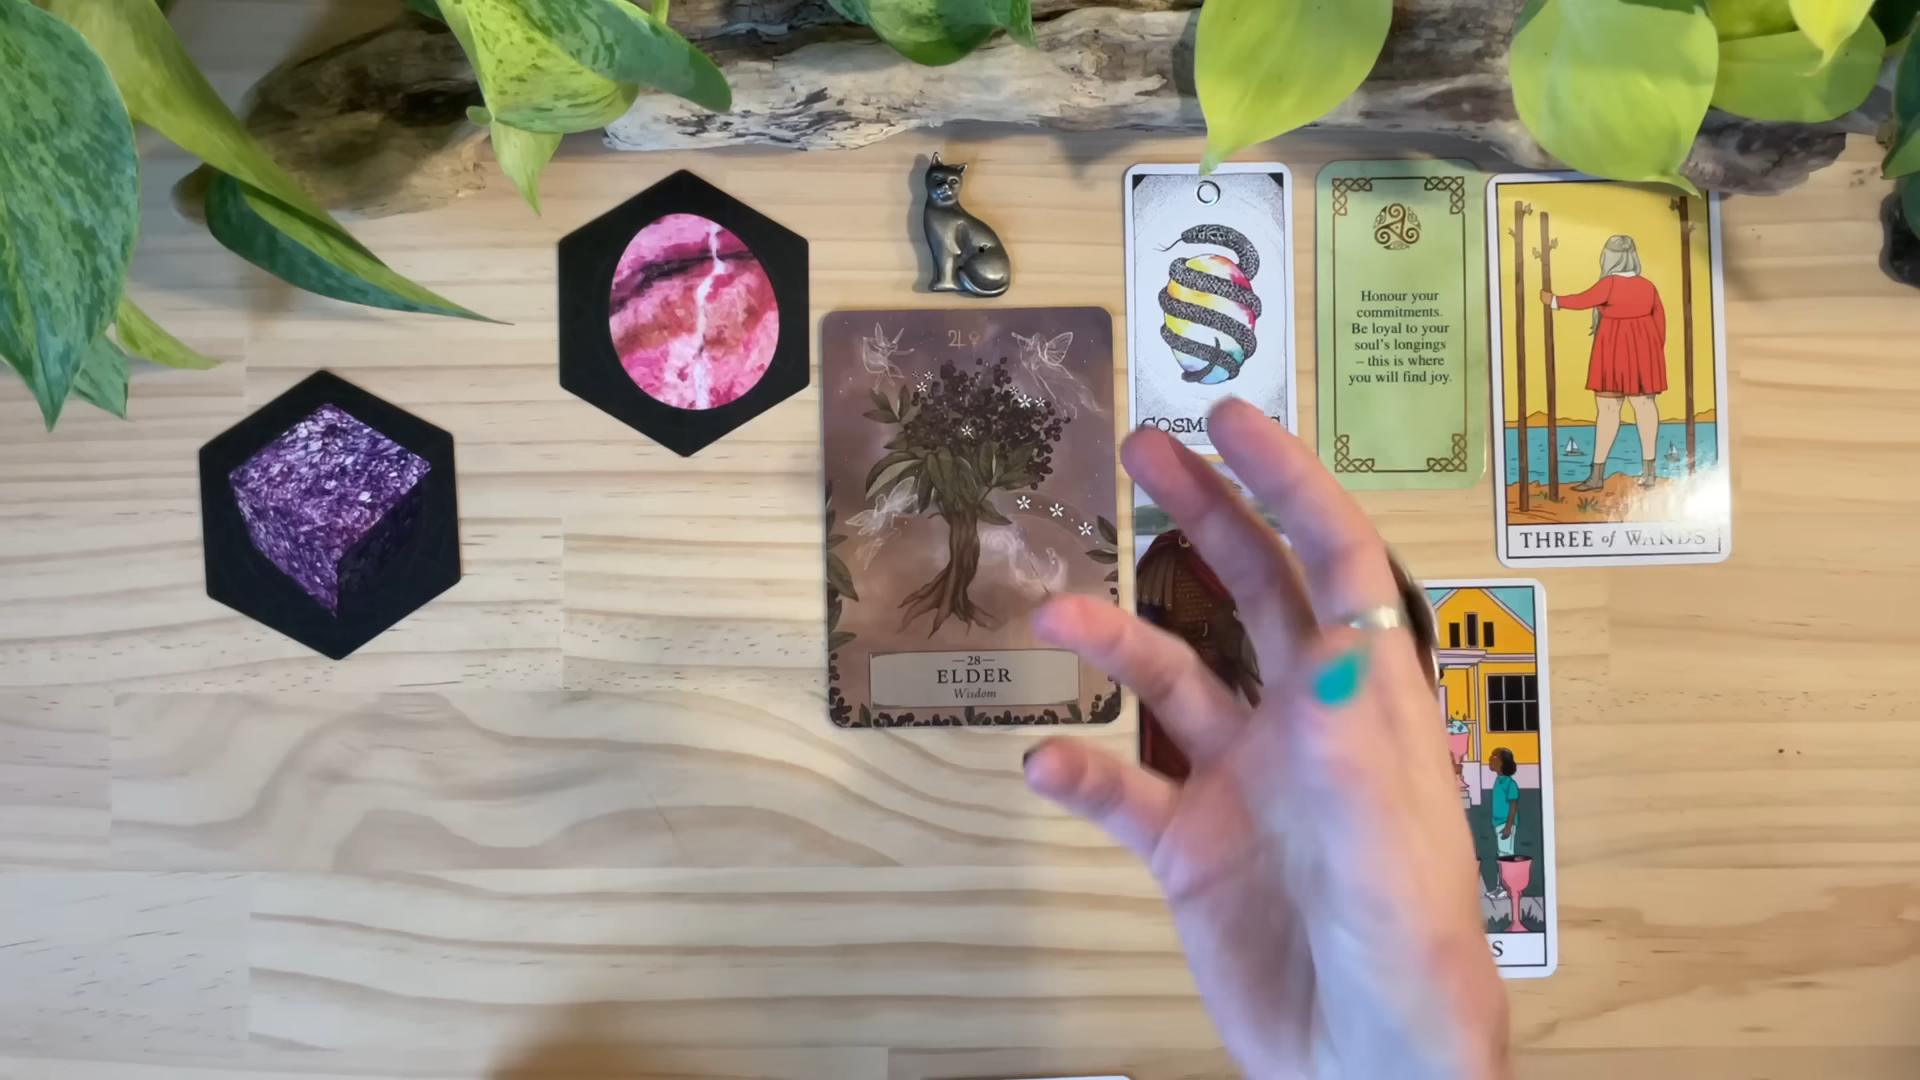 Honour your
commitments.
Be loyal to your
soul's longings
– this is where
you will find joy.
THREE of WANDS
—28—
ELDER
Wisdom